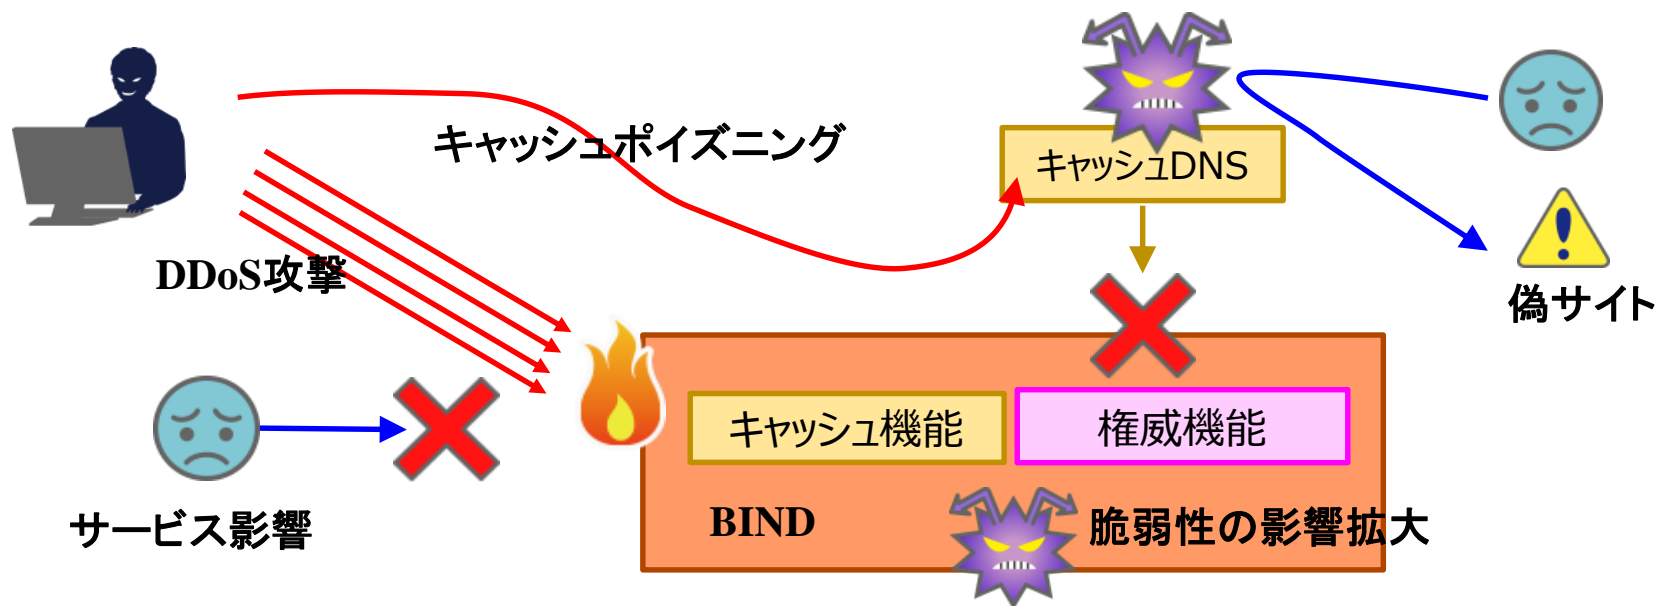 キャッシュポイズニング
キャッシュDNS
DDoS攻撃
偽サイト
キャッシュ機能
権威機能
サービス影響
BIND
脆弱性の影響拡大